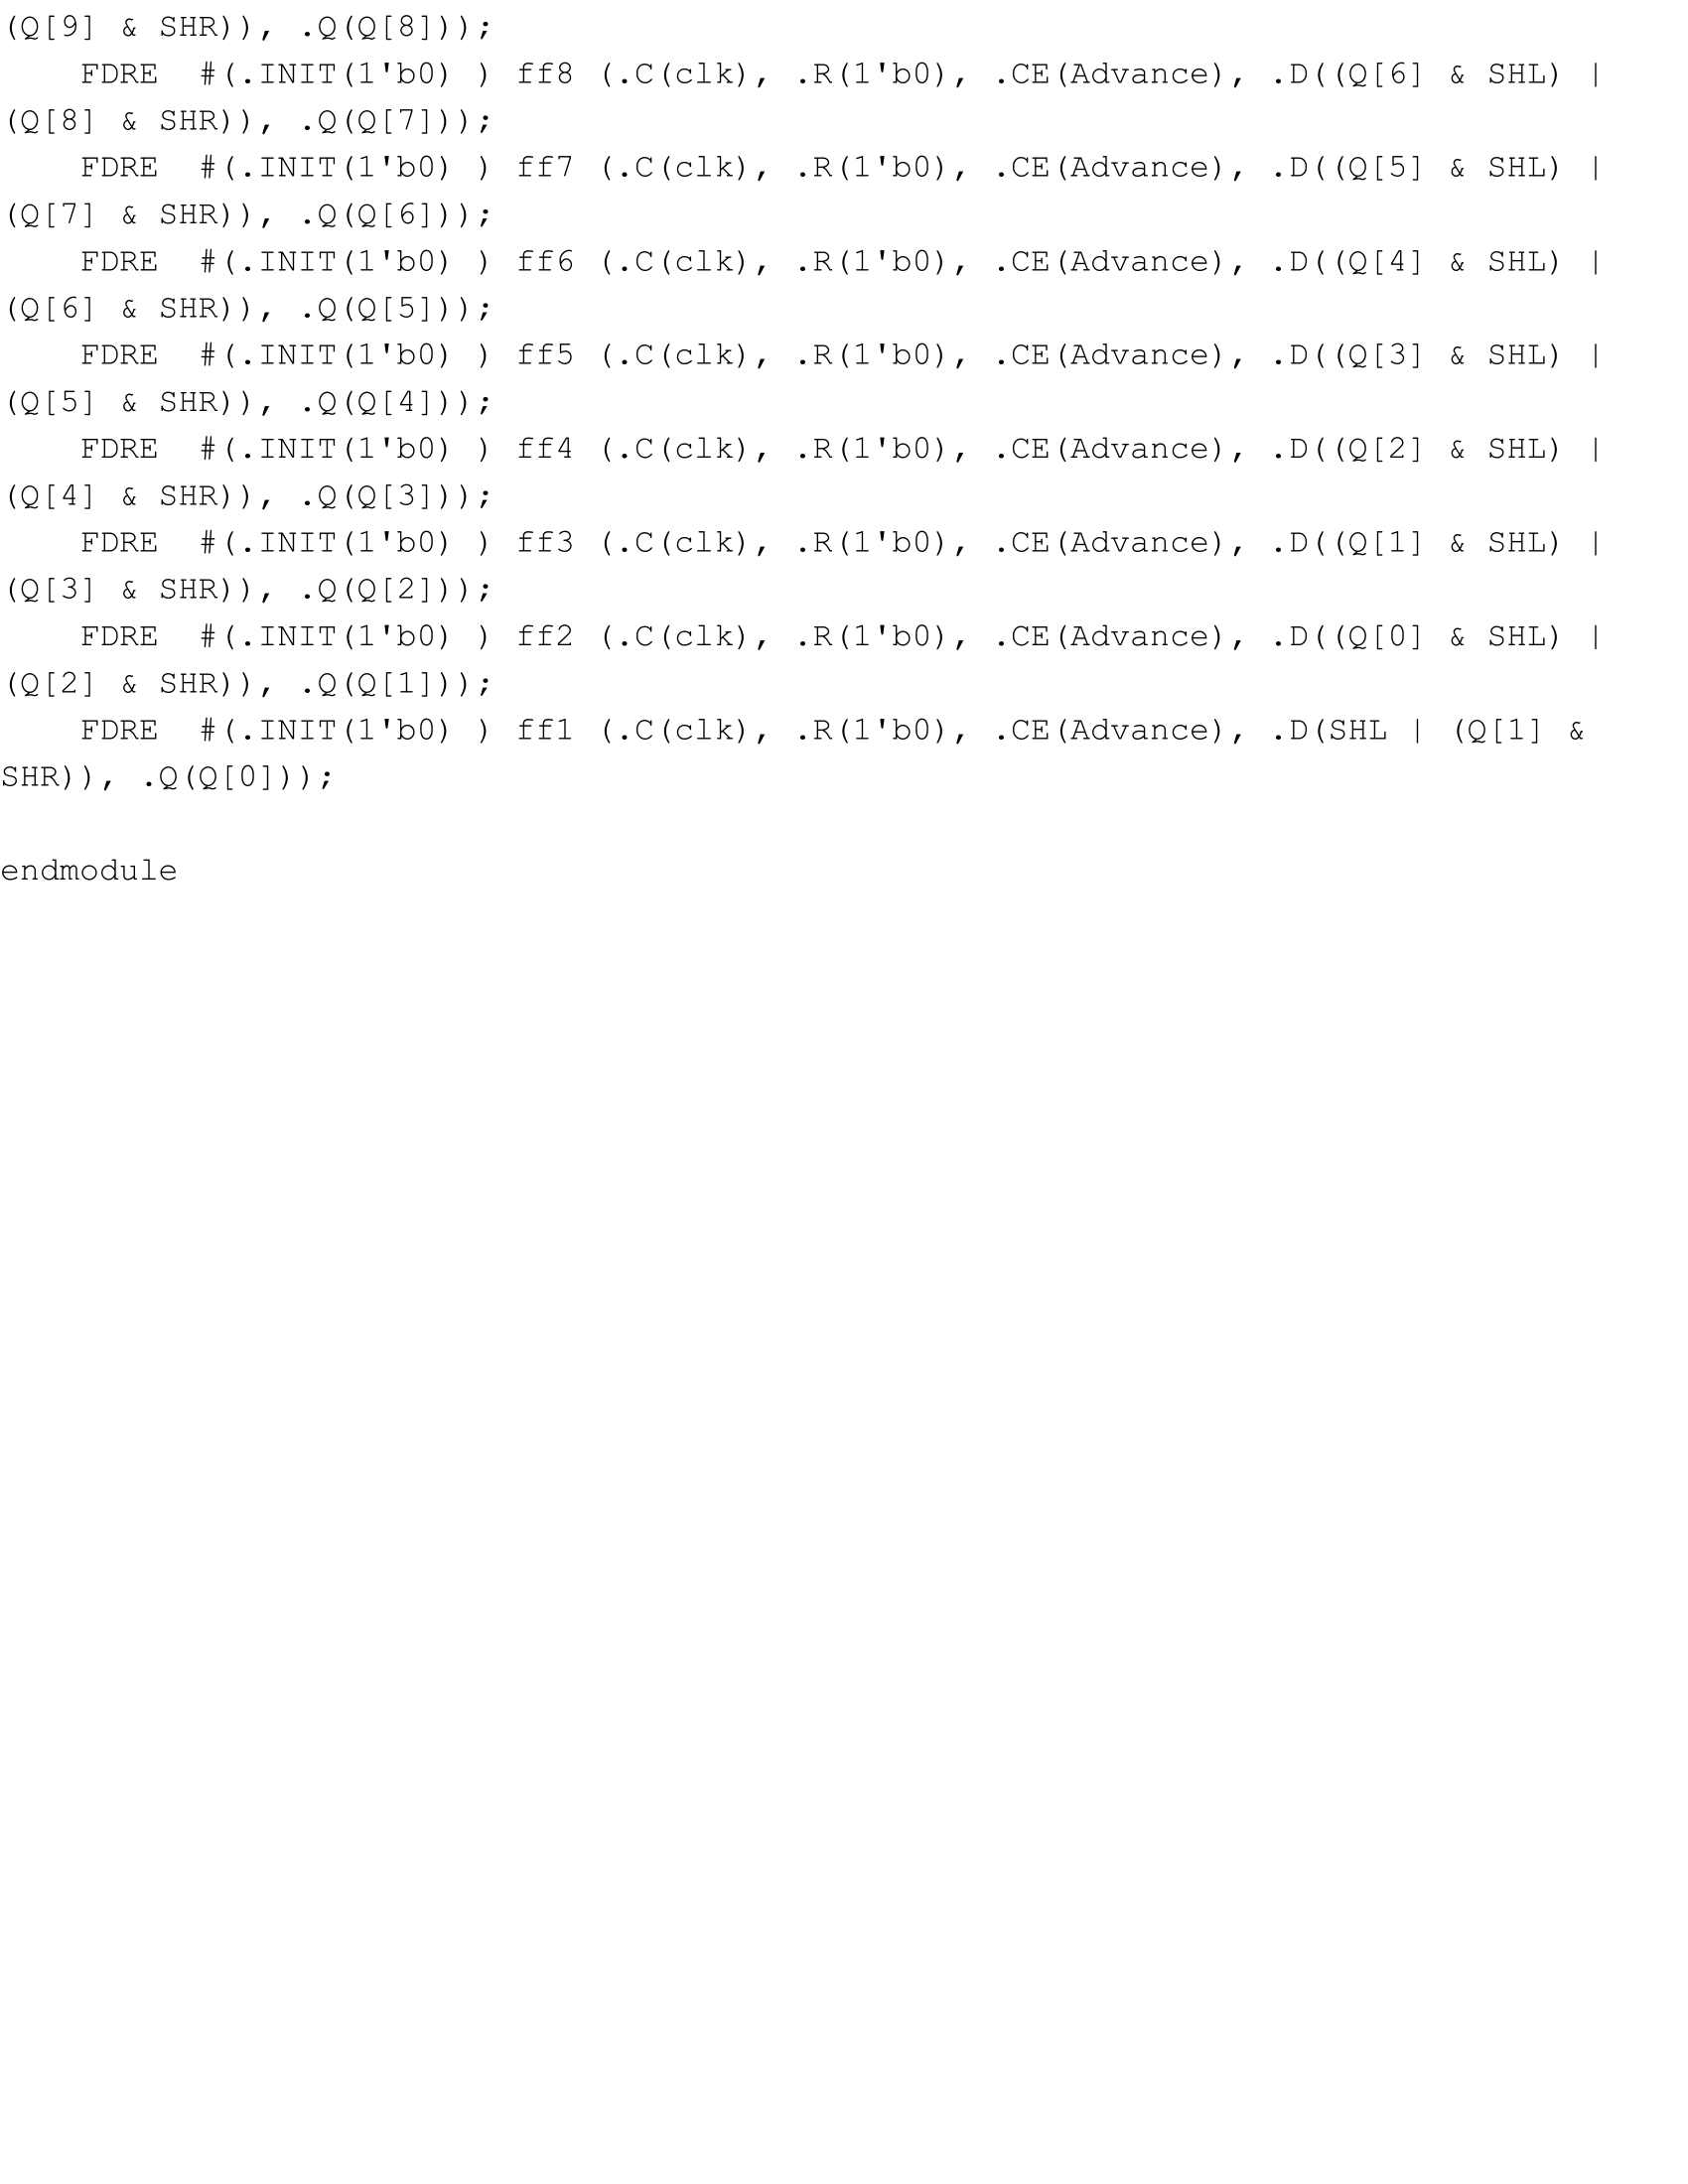 (Q[9] & SHR)), .Q(Q[8]));
    FDRE  #(.INIT(1'b0) ) ff8 (.C(clk), .R(1'b0), .CE(Advance), .D((Q[6] & SHL) |
(Q[8] & SHR)), .Q(Q[7]));
    FDRE  #(.INIT(1'b0) ) ff7 (.C(clk), .R(1'b0), .CE(Advance), .D((Q[5] & SHL) |
(Q[7] & SHR)), .Q(Q[6]));
    FDRE  #(.INIT(1'b0) ) ff6 (.C(clk), .R(1'b0), .CE(Advance), .D((Q[4] & SHL) |
(Q[6] & SHR)), .Q(Q[5]));
    FDRE  #(.INIT(1'b0) ) ff5 (.C(clk), .R(1'b0), .CE(Advance), .D((Q[3] & SHL) |
(Q[5] & SHR)), .Q(Q[4]));
    FDRE  #(.INIT(1'b0) ) ff4 (.C(clk), .R(1'b0), .CE(Advance), .D((Q[2] & SHL) |
(Q[4] & SHR)), .Q(Q[3]));
    FDRE  #(.INIT(1'b0) ) ff3 (.C(clk), .R(1'b0), .CE(Advance), .D((Q[1] & SHL) |
(Q[3] & SHR)), .Q(Q[2]));
    FDRE  #(.INIT(1'b0) ) ff2 (.C(clk), .R(1'b0), .CE(Advance), .D((Q[0] & SHL) |
(Q[2] & SHR)), .Q(Q[1]));
    FDRE  #(.INIT(1'b0) ) ff1 (.C(clk), .R(1'b0), .CE(Advance), .D(SHL | (Q[1] &
SHR)), .Q(Q[0]));

endmodule